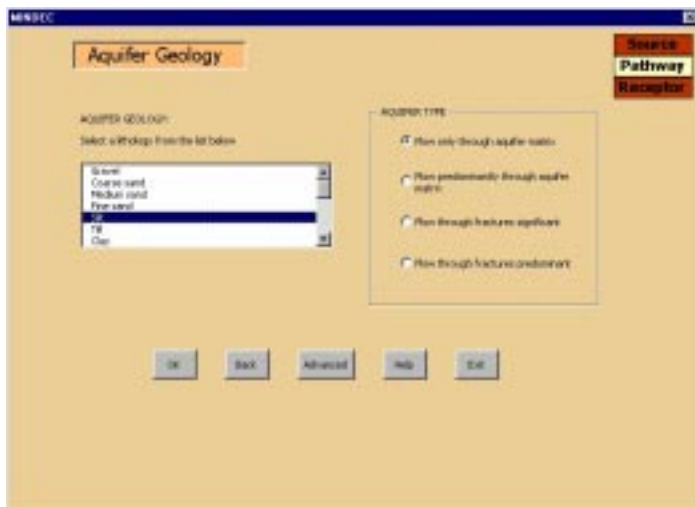 MINDEC
Aquifer Geology
Source
Pathway
Receptor
AQUIFER GEOLOGY:
Select a lithology from the list below
Gravel
Coarse sand
Medium sand
Fine sand
Silt
Till
Clay
AQUIFER TYPE
Flow only through aquifer matrix
Flow predominantly through aquifer
matrix
Flow through fractures significant
Flow through fractures predominant
OK
Back
Advanced
Help
Exit